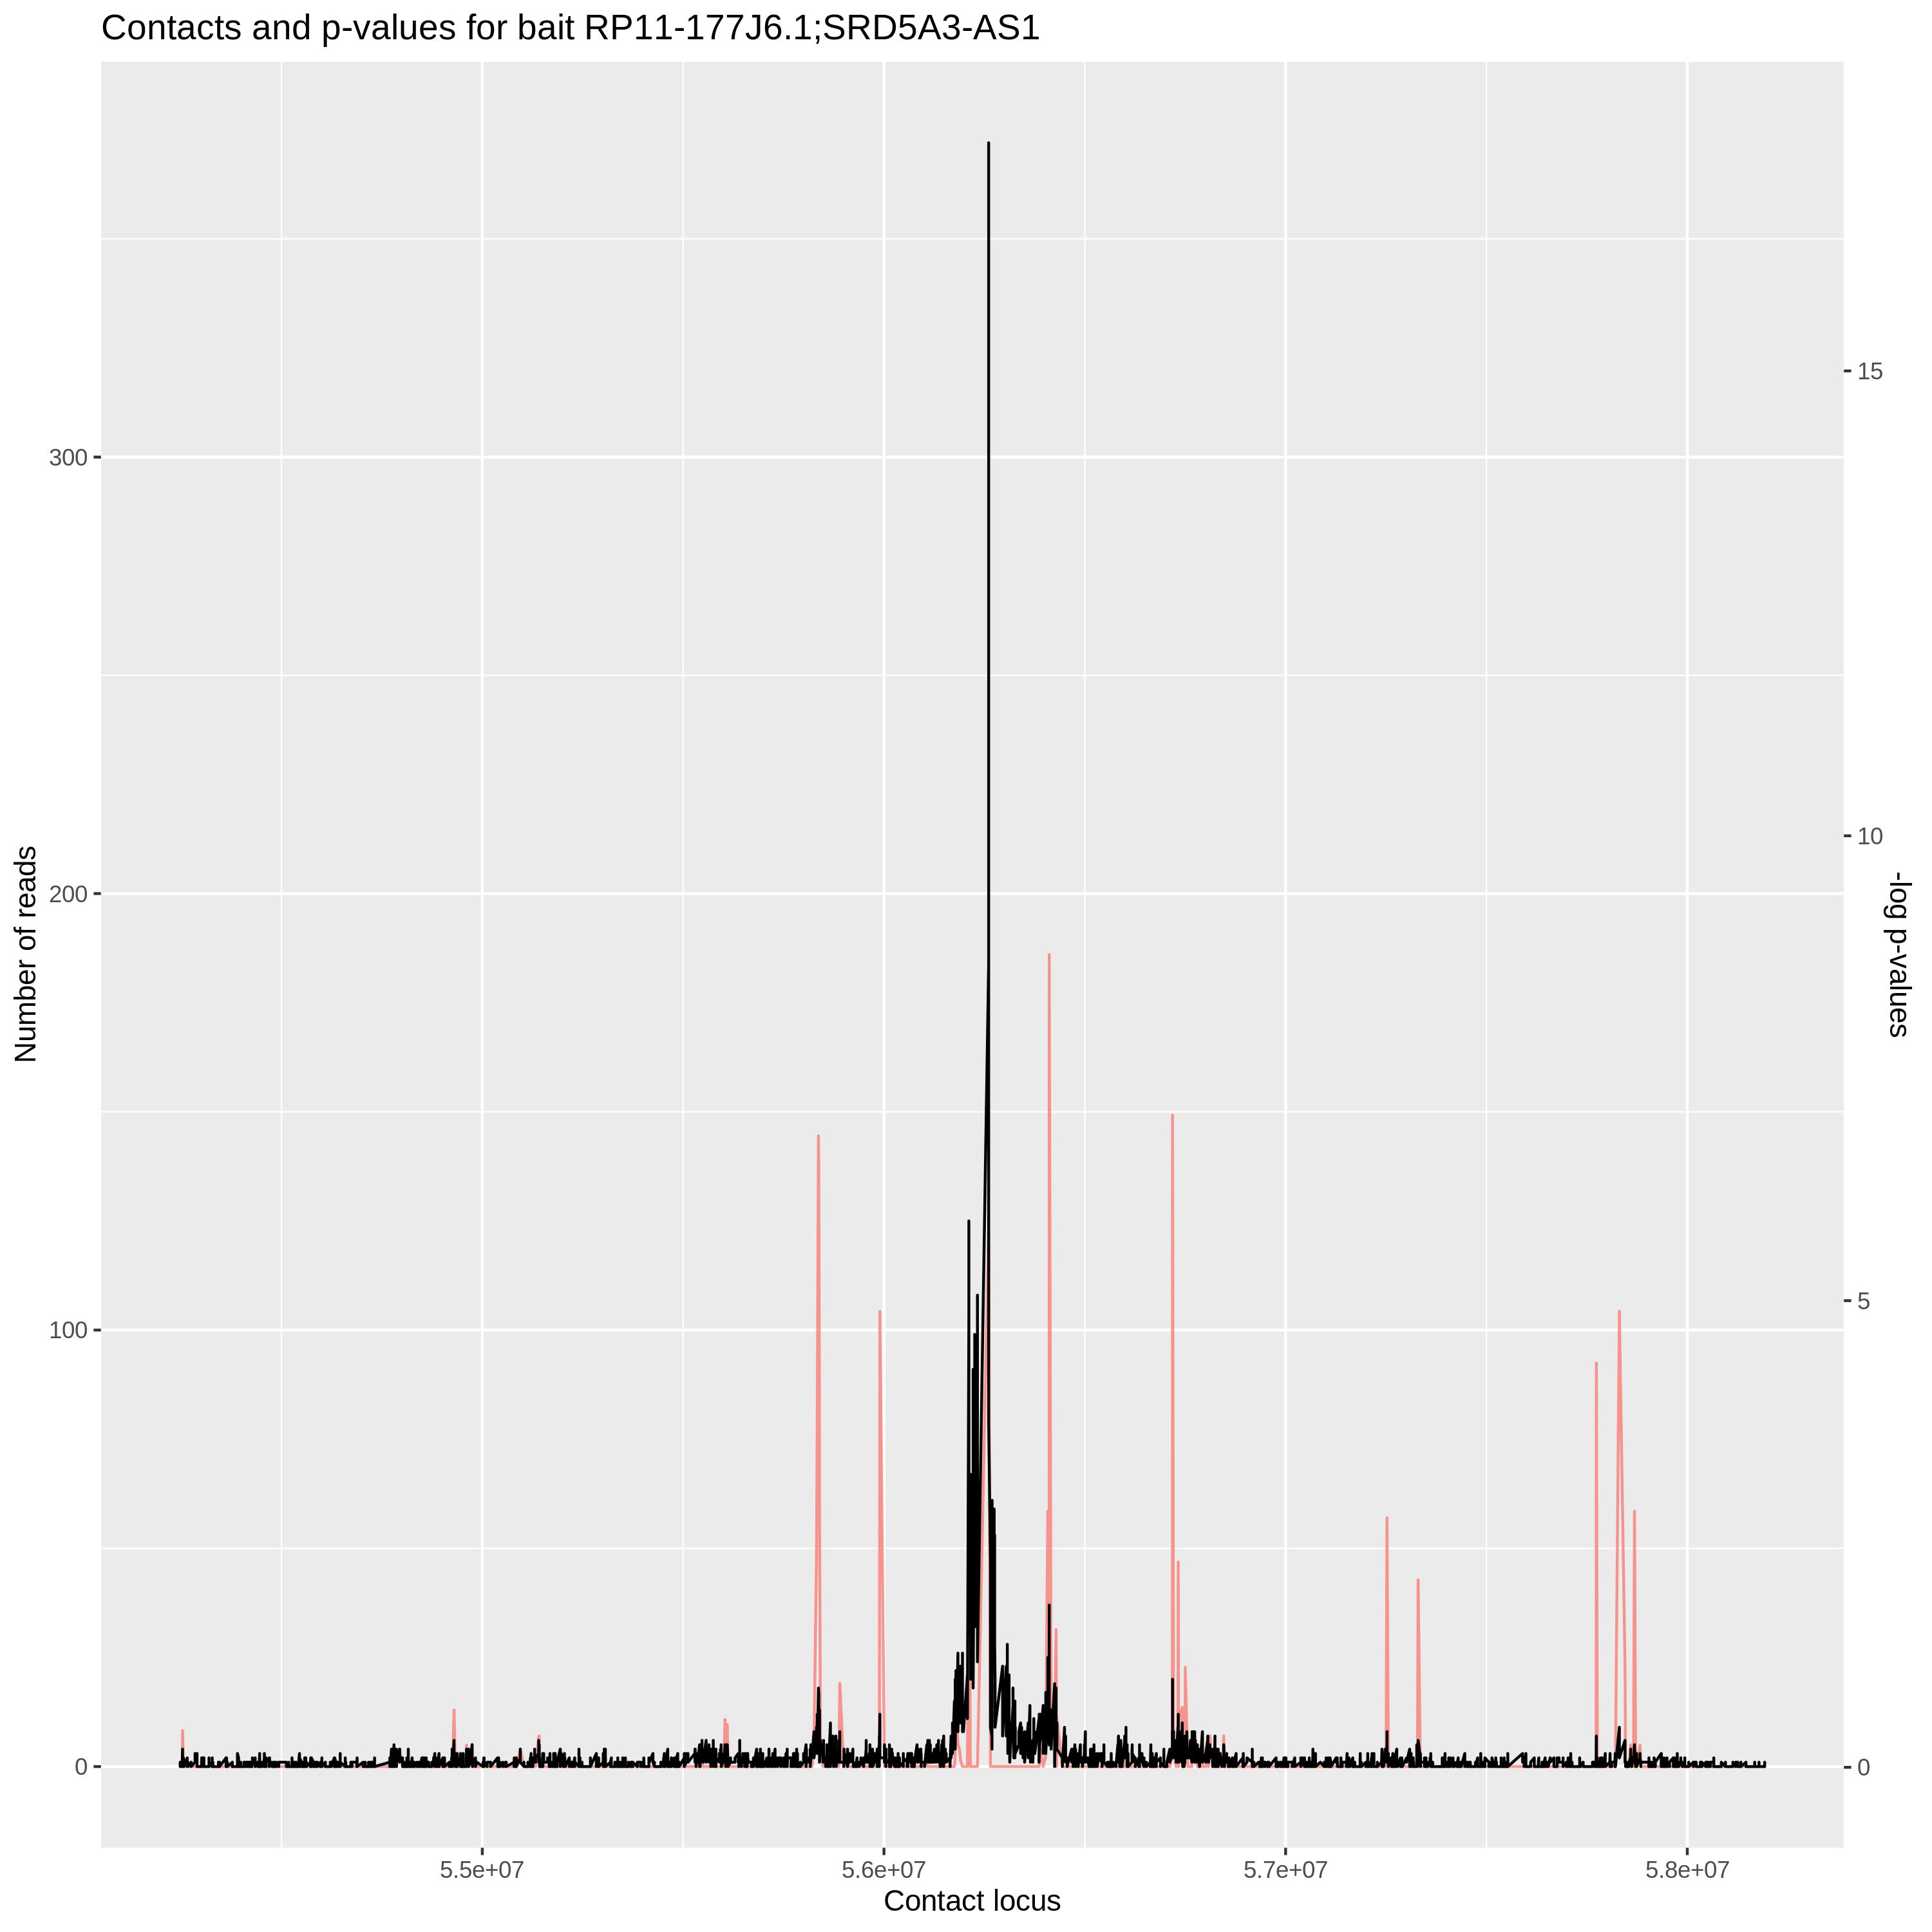 Contacts and p-values for bait RP11-177J6.1;SRD5A3-AS1
300
200
100
0
Number of reads
15
10
5
0
-log p-values
5.5e+07
5.6e+07
5.7e+07
5.8e+07
Contact locus